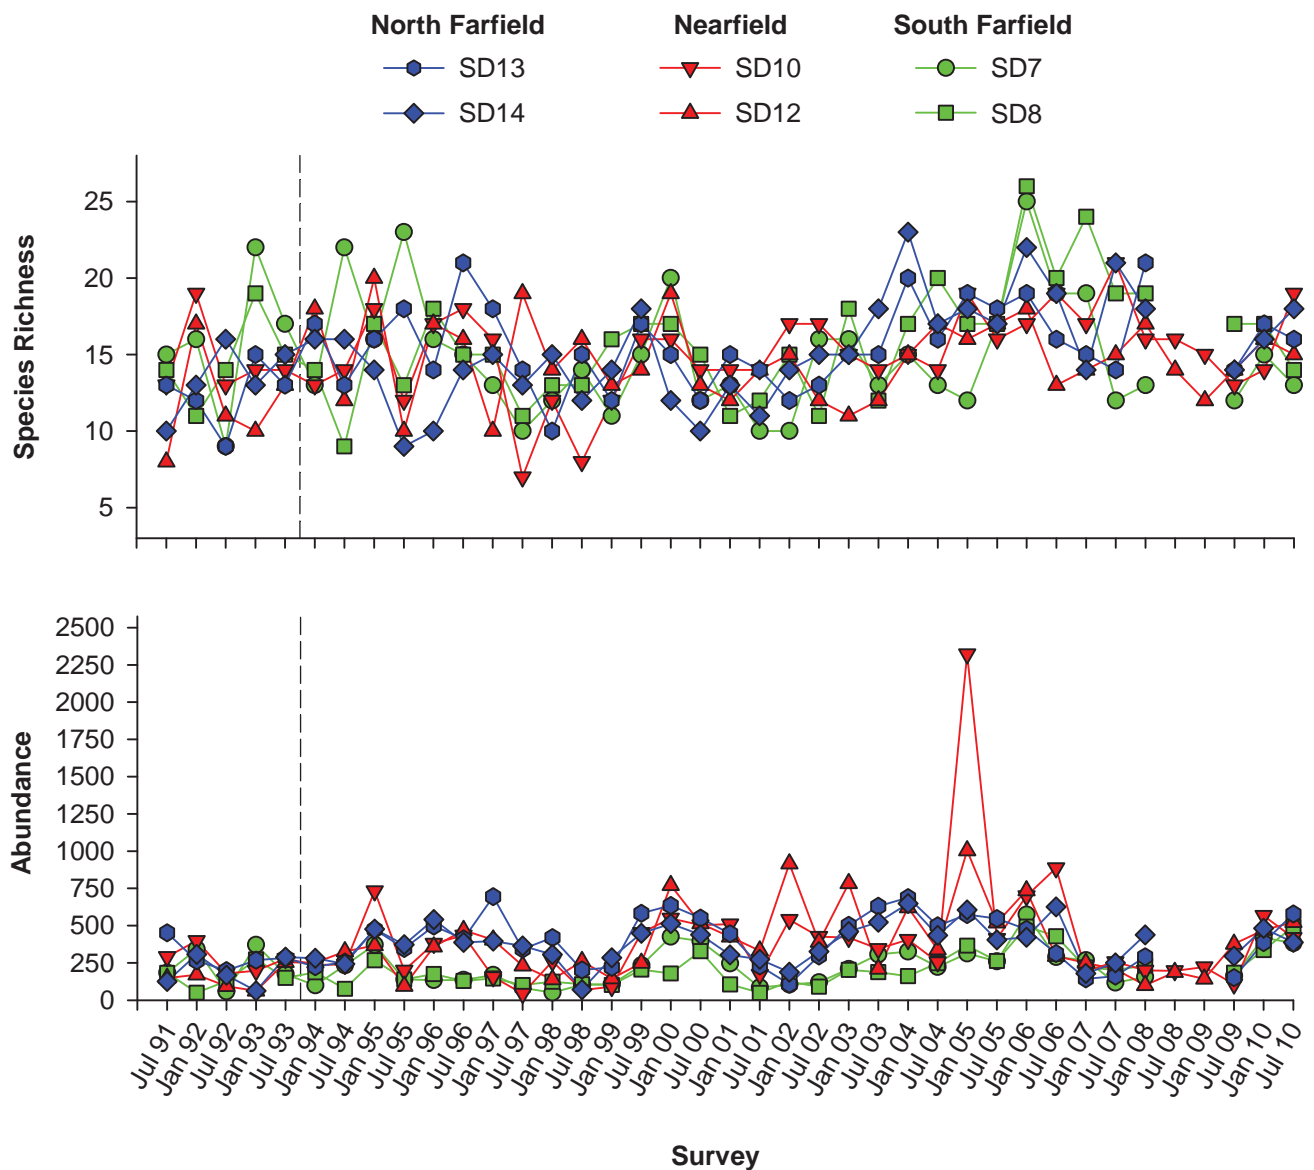 North Farfield Nearfield South Farfield
SD13 SD10 SD7
SD14 SD12 SD8
Species Richness
25
20
15
10
5
Abundance
2500
2250
2000
1750
1500
1250
1000
750
500
250
0
Jul 91 Jan 92 Jul 92 Jan 93 Jul 93 Jan 94 Jul 94 Jan 95 Jul 95 Jan 96 Jul 96 Jan 97 Jul 97 Jan 98 Jul 98 Jan 99 Jul 99 Jan 00 Jul 00 Jan 01 Jul 01 Jan 02 Jul 02 Jan 03 Jul 03 Jan 04 Jul 04 Jan 05 Jul 05 Jan 06 Jul 06 Jan 07 Jul 07 Jan 08 Jul 08 Jan 09 Jul 09 Jan 10 Jul 10
Survey